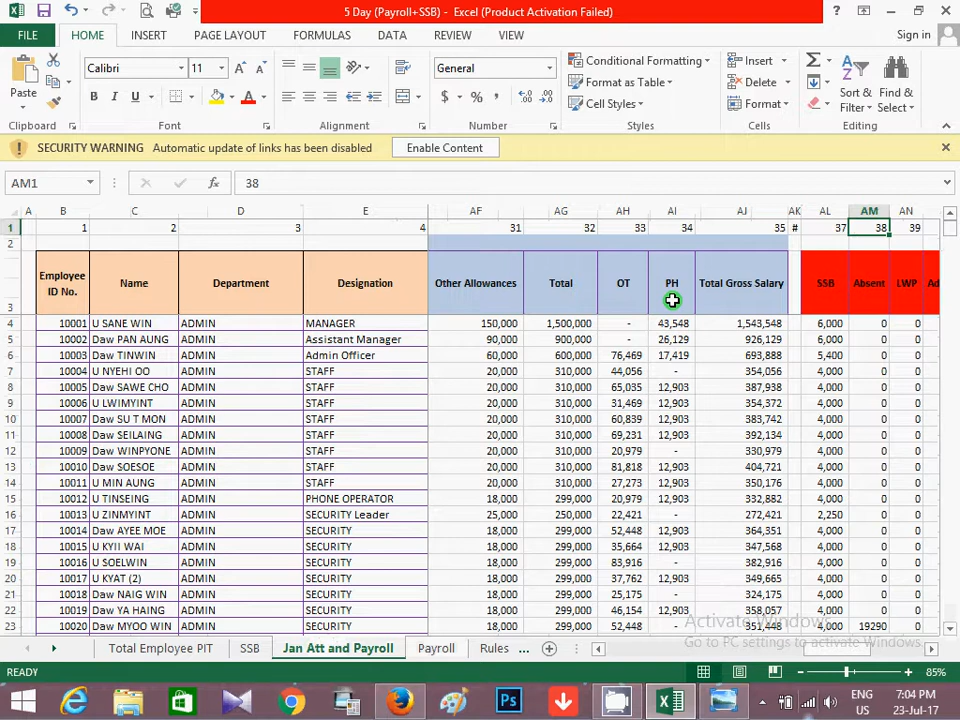 5 Day (Payroll+SSB) - Excel (Product Activation Failed)
FILE HOME INSERT PAGE LAYOUT FORMULAS DATA REVIEW VIEW Sign in
Paste
Calibri 11
B I U
General
$ % ,
Conditional Formatting
Format as Table
Cell Styles
Insert
Delete
Format
Sort & Filter
Find & Select
Clipboard Font Alignment Number Styles Cells Editing
SECURITY WARNING Automatic update of links has been disabled Enable Content
AM1 fx 38
A B C D E AF AG AH AI AJ AK AL AM AN
1 1 2 3 4 31 32 33 34 35 # 37 38 39
2
3 Employee ID No. Name Department Designation Other Allowances Total OT PH Total Gross Salary SSB Absent LWP Ad
4 10001 U SANE WIN ADMIN MANAGER 150,000 1,500,000 - 43,548 1,543,548 6,000 0 0
5 10002 Daw PAN AUNG ADMIN Assistant Manager 90,000 900,000 - 26,129 926,129 6,000 0 0
6 10003 Daw TINWIN ADMIN Admin Officer 60,000 600,000 76,469 17,419 693,888 5,400 0 0
7 10004 U NYEHI OO ADMIN STAFF 20,000 310,000 44,056 - 354,056 4,000 0 0
8 10005 Daw SAWE CHO ADMIN STAFF 20,000 310,000 65,035 12,903 387,938 4,000 0 0
9 10006 U LWIMYINT ADMIN STAFF 20,000 310,000 31,469 12,903 354,372 4,000 0 0
10 10007 Daw SU T MON ADMIN STAFF 20,000 310,000 60,839 12,903 383,742 4,000 0 0
11 10008 Daw SEILAING ADMIN STAFF 20,000 310,000 69,231 12,903 392,134 4,000 0 0
12 10009 Daw WINPYONE ADMIN STAFF 20,000 310,000 20,979 - 330,979 4,000 0 0
13 10010 Daw SOESOE ADMIN STAFF 20,000 310,000 81,818 12,903 404,721 4,000 0 0
14 10011 U MIN AUNG ADMIN STAFF 20,000 310,000 27,273 12,903 350,176 4,000 0 0
15 10012 U TINSEING ADMIN PHONE OPERATOR 18,000 299,000 20,979 12,903 332,882 4,000 0 0
16 10013 U ZINMYINT ADMIN SECURITY Leader 25,000 250,000 22,421 - 272,421 2,250 0 0
17 10014 Daw AYEE MOE ADMIN SECURITY 18,000 299,000 52,448 12,903 364,351 4,000 0 0
18 10015 U KYII WAI ADMIN SECURITY 18,000 299,000 35,664 12,903 347,568 4,000 0 0
19 10016 U SOELWIN ADMIN SECURITY 18,000 299,000 83,916 - 382,916 4,000 0 0
20 10017 U KYAT (2) ADMIN SECURITY 18,000 299,000 37,762 12,903 349,665 4,000 0 0
21 10018 Daw NAIG WIN ADMIN SECURITY 18,000 299,000 25,175 - 324,175 4,000 0 0
22 10019 Daw YA HAING ADMIN SECURITY 18,000 299,000 46,154 12,903 358,057 4,000 0 0
23 10020 Daw MYOO WIN ADMIN SECURITY 18,000 299,000 52,448 - 351,448 4,000 19290 0
Activate Windows
Go to PC settings to activate Windows.
Total Employee PIT SSB Jan Att and Payroll Payroll Rules ...
READY 85%
Ps ENG US 7:04 PM 23-Jul-17